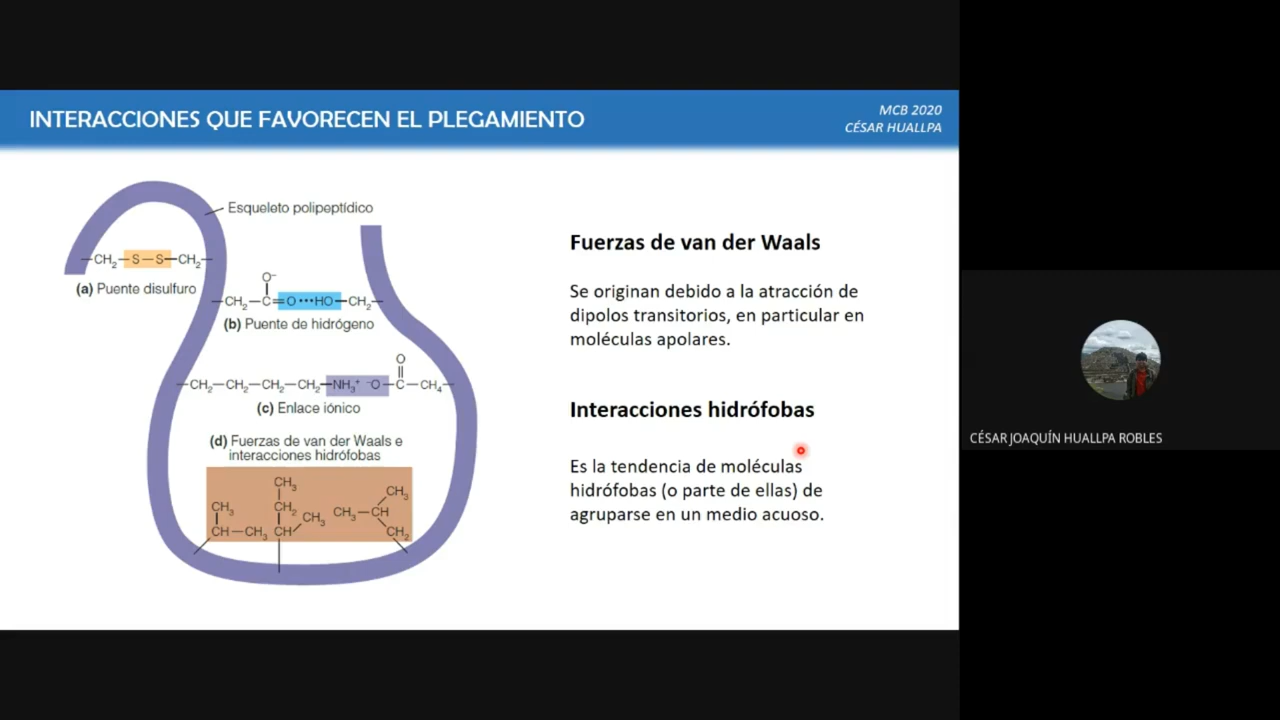 INTERACCIONES QUE FAVORECEN EL PLEGAMIENTO
MCB 2020
CÉSAR HUALLPA
Esqueleto polipeptídico
CH₂—S—S—CH₂
(a) Puente disulfuro
O⁻
CH₂—C=O•••HO—CH₂
(b) Puente de hidrógeno
O
CH₂—CH₂—CH₂—CH₂—NH₃⁺ ⁻O—C—CH₄
(c) Enlace iónico
(d) Fuerzas de van der Waals e
interacciones hidrófobas
CH₃
CH₃
CH₃
CH₂
CH₃
CH₃—CH
CH—CH₃
CH
CH₂
Fuerzas de van der Waals
Se originan debido a la atracción de
dipolos transitorios, en particular en
moléculas apolares.
Interacciones hidrófobas
Es la tendencia de moléculas
hidrófobas (o parte de ellas) de
agruparse en un medio acuoso.
CÉSAR JOAQUÍN HUALLPA ROBLES